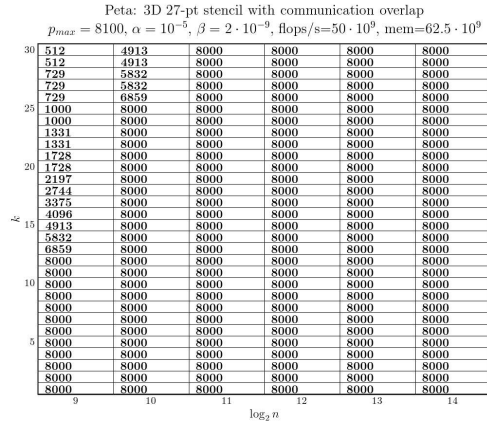 Peta: 3D 27-pt stencil with communication overlap
p_max = 8100, α = 10^-5, β = 2 · 10^-9, flops/s=50 · 10^9, mem=62.5 · 10^9
30 512 4913 8000 8000 8000 8000
512 4913 8000 8000 8000 8000
729 5832 8000 8000 8000 8000
729 5832 8000 8000 8000 8000
729 6859 8000 8000 8000 8000
25 1000 8000 8000 8000 8000 8000
1000 8000 8000 8000 8000 8000
1331 8000 8000 8000 8000 8000
1331 8000 8000 8000 8000 8000
1728 8000 8000 8000 8000 8000
20 1728 8000 8000 8000 8000 8000
2197 8000 8000 8000 8000 8000
2744 8000 8000 8000 8000 8000
3375 8000 8000 8000 8000 8000
4096 8000 8000 8000 8000 8000
k
15 4913 8000 8000 8000 8000 8000
5832 8000 8000 8000 8000 8000
6859 8000 8000 8000 8000 8000
8000 8000 8000 8000 8000 8000
8000 8000 8000 8000 8000 8000
10 8000 8000 8000 8000 8000 8000
8000 8000 8000 8000 8000 8000
8000 8000 8000 8000 8000 8000
8000 8000 8000 8000 8000 8000
8000 8000 8000 8000 8000 8000
5 8000 8000 8000 8000 8000 8000
8000 8000 8000 8000 8000 8000
8000 8000 8000 8000 8000 8000
8000 8000 8000 8000 8000 8000
8000 8000 8000 8000 8000 8000
9 10 11 12 13 14
log_2 n